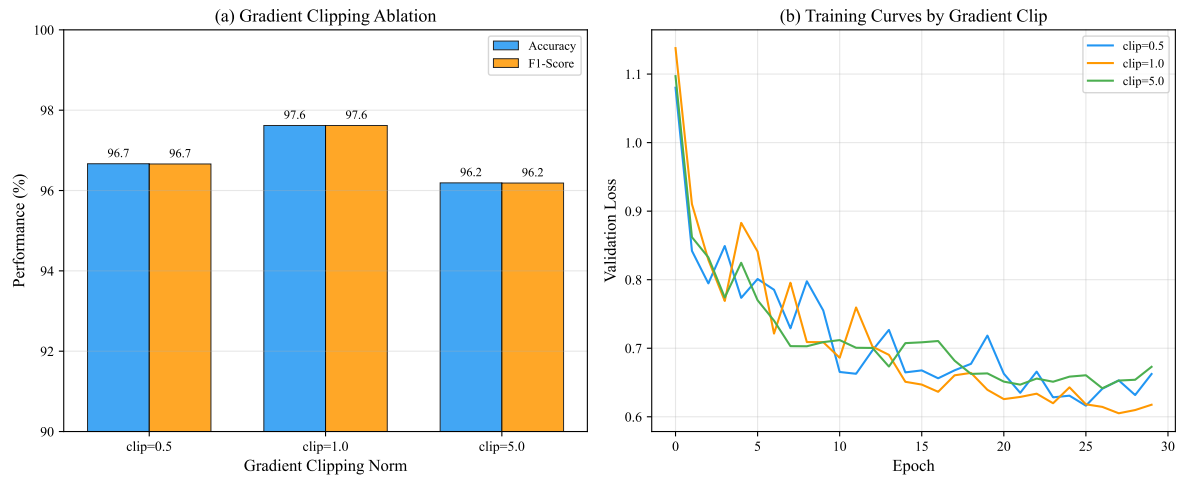 (a) Gradient Clipping Ablation
100
98
96
94
92
90
Performance (%)
Accuracy
F1-Score
96.7
96.7
97.6
97.6
96.2
96.2
clip=0.5
clip=1.0
clip=5.0
Gradient Clipping Norm
(b) Training Curves by Gradient Clip
1.1
1.0
0.9
0.8
0.7
0.6
Validation Loss
clip=0.5
clip=1.0
clip=5.0
0
5
10
15
20
25
30
Epoch